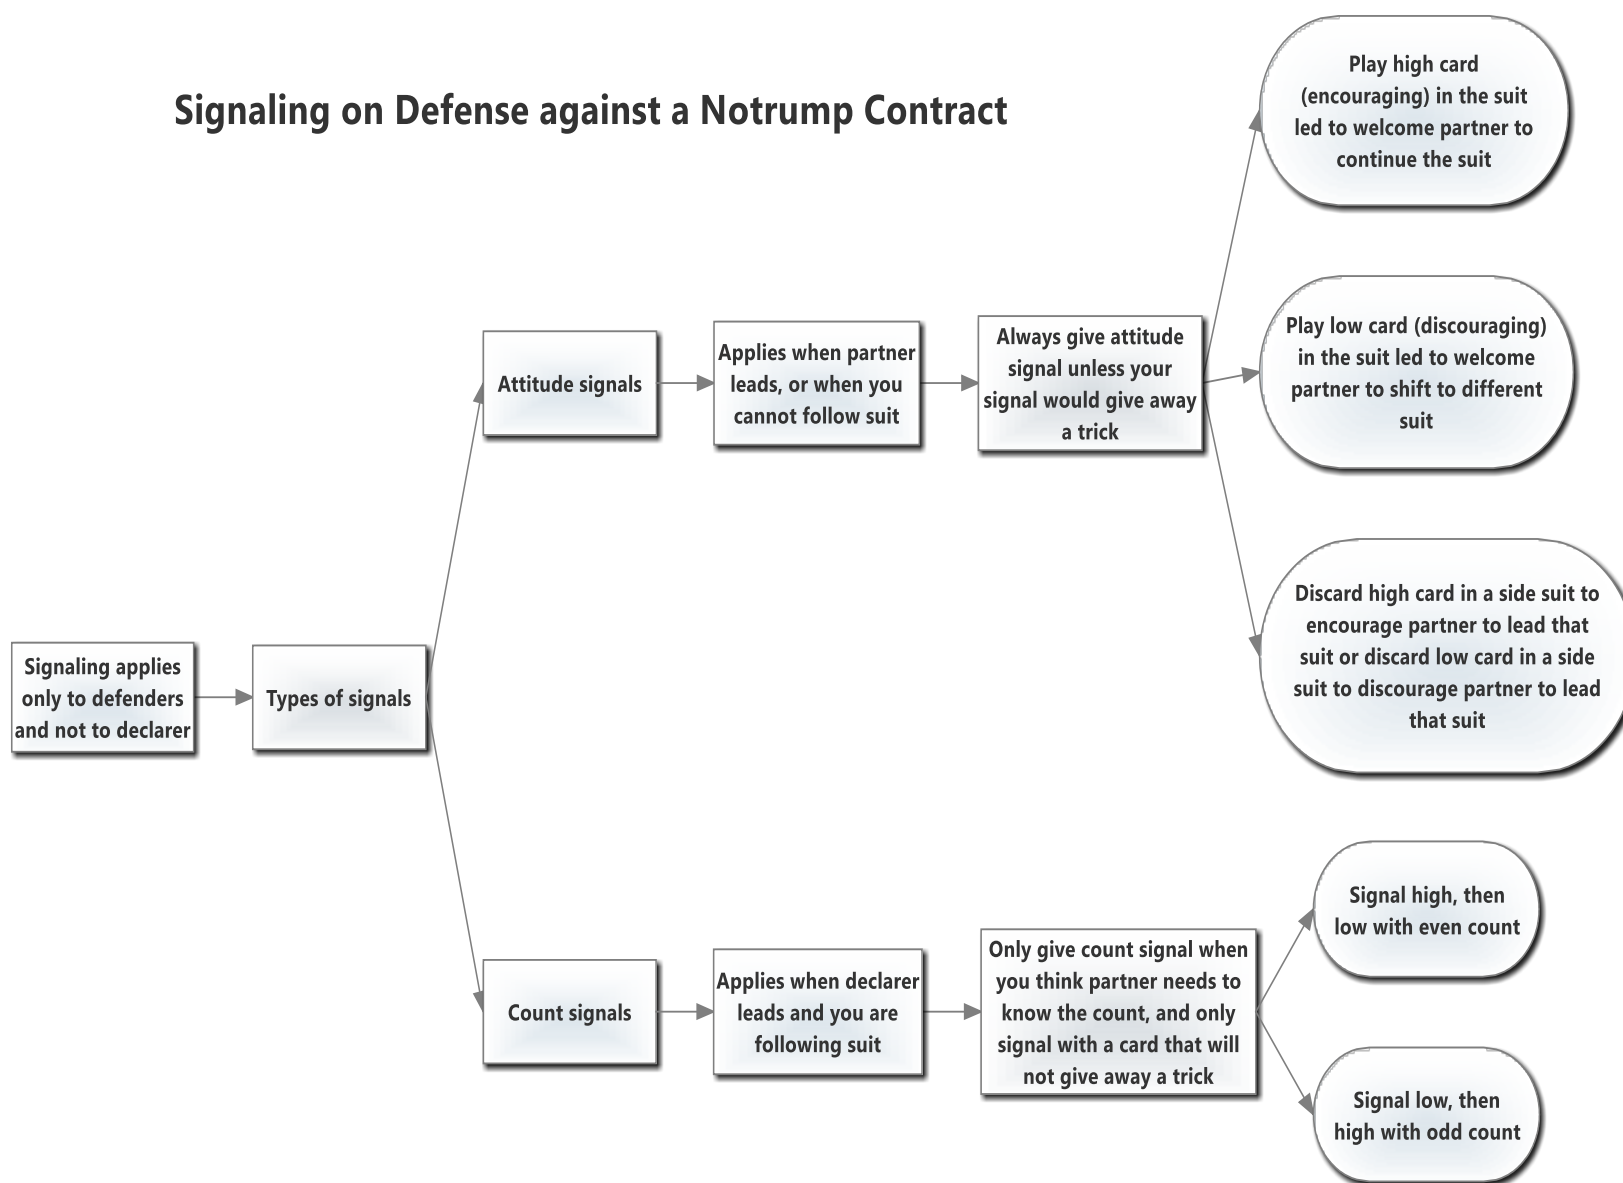 Signaling on Defense against a Notrump Contract
Signaling applies
only to defenders
and not to declarer
Types of signals
Attitude signals
Applies when partner
leads, or when you
cannot follow suit
Always give attitude
signal unless your
signal would give away
a trick
Play high card
(encouraging) in the suit
led to welcome partner to
continue the suit
Play low card (discouraging)
in the suit led to welcome
partner to shift to different
suit
Discard high card in a side suit to
encourage partner to lead that
suit or discard low card in a side
suit to discourage partner to lead
that suit
Count signals
Applies when declarer
leads and you are
following suit
Only give count signal when
you think partner needs to
know the count, and only
signal with a card that will
not give away a trick
Signal high, then
low with even count
Signal low, then
high with odd count